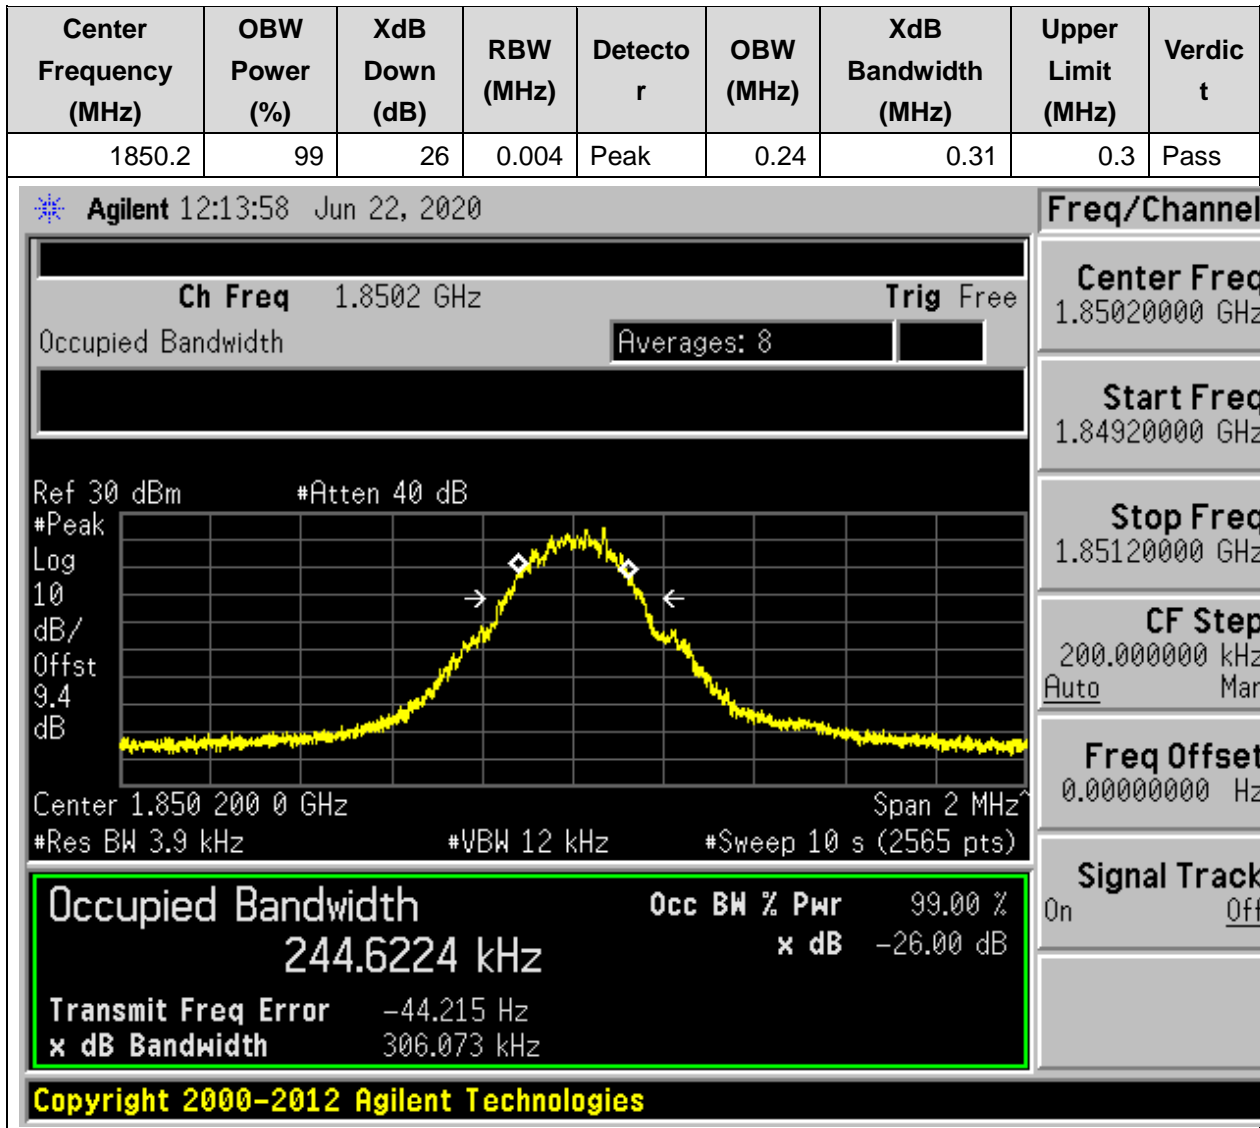 Center Frequency (MHz) OBW Power (%) XdB Down (dB) RBW (MHz) Detector OBW (MHz) XdB Bandwidth (MHz) Upper Limit (MHz) Verdict
1850.2 99 26 0.004 Peak 0.24 0.31 0.3 Pass
Agilent 12:13:58 Jun 22, 2020
Freq/Channel
Ch Freq 1.8502 GHz Trig Free
Occupied Bandwidth Averages: 8
Center Freq
1.85020000 GHz
Start Freq
1.84920000 GHz
Stop Freq
1.85120000 GHz
CF Step
200.000000 kHz
Auto Man
Freq Offset
0.00000000 Hz
Signal Track
On Off
Ref 30 dBm #Atten 40 dB
#Peak
Log
10
dB/
Offst
9.4
dB
Center 1.850 200 0 GHz Span 2 MHz^
#Res BW 3.9 kHz #VBW 12 kHz #Sweep 10 s (2565 pts)
Occupied Bandwidth
244.6224 kHz
Occ BW % Pwr 99.00 %
x dB -26.00 dB
Transmit Freq Error -44.215 Hz
x dB Bandwidth 306.073 kHz
Copyright 2000-2012 Agilent Technologies